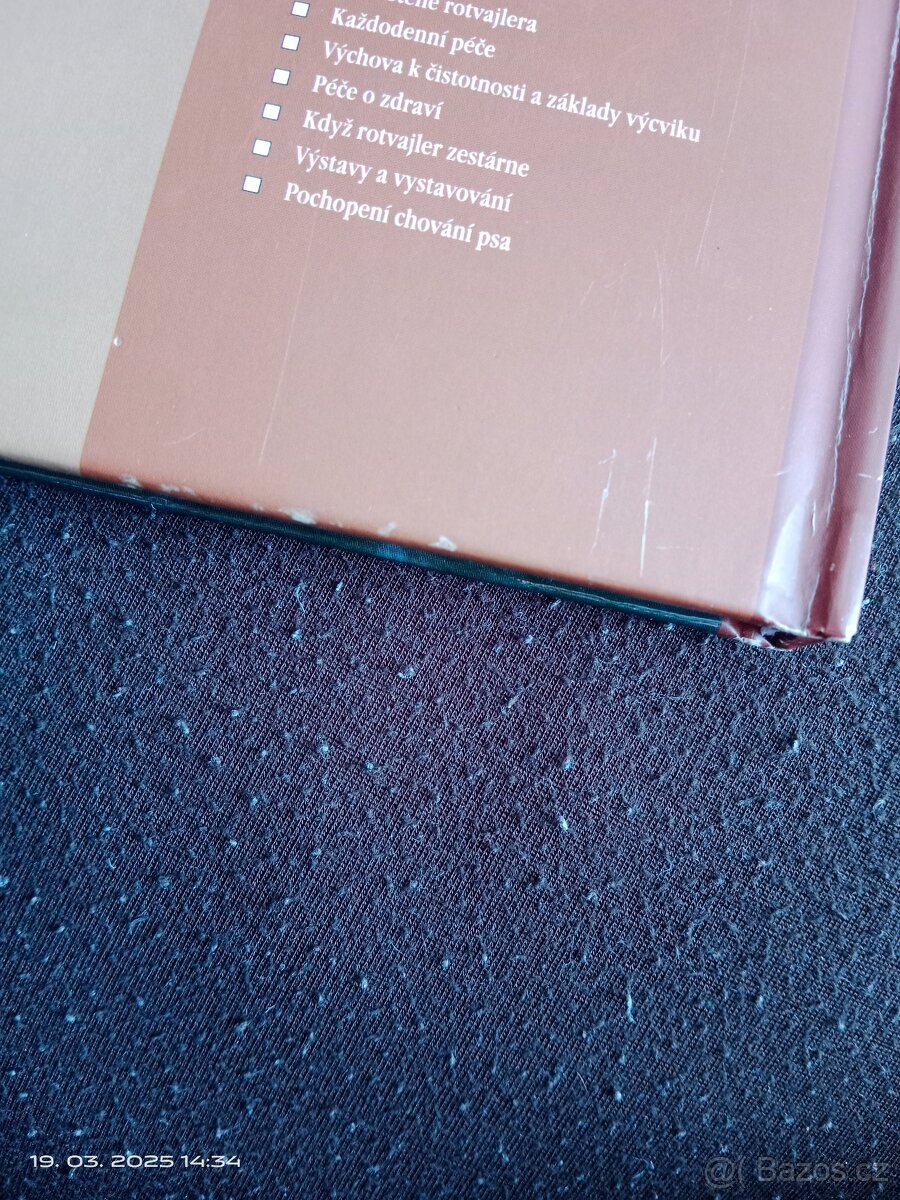 rotvajlera
Každodenní péče
Výchova k čistotnosti a základy výcviku
Péče o zdraví
Když rotvajler zestárne
Výstavy a vystavování
Pochopení chování psa
19. 03. 2025 14:34
@( Bazos.cz